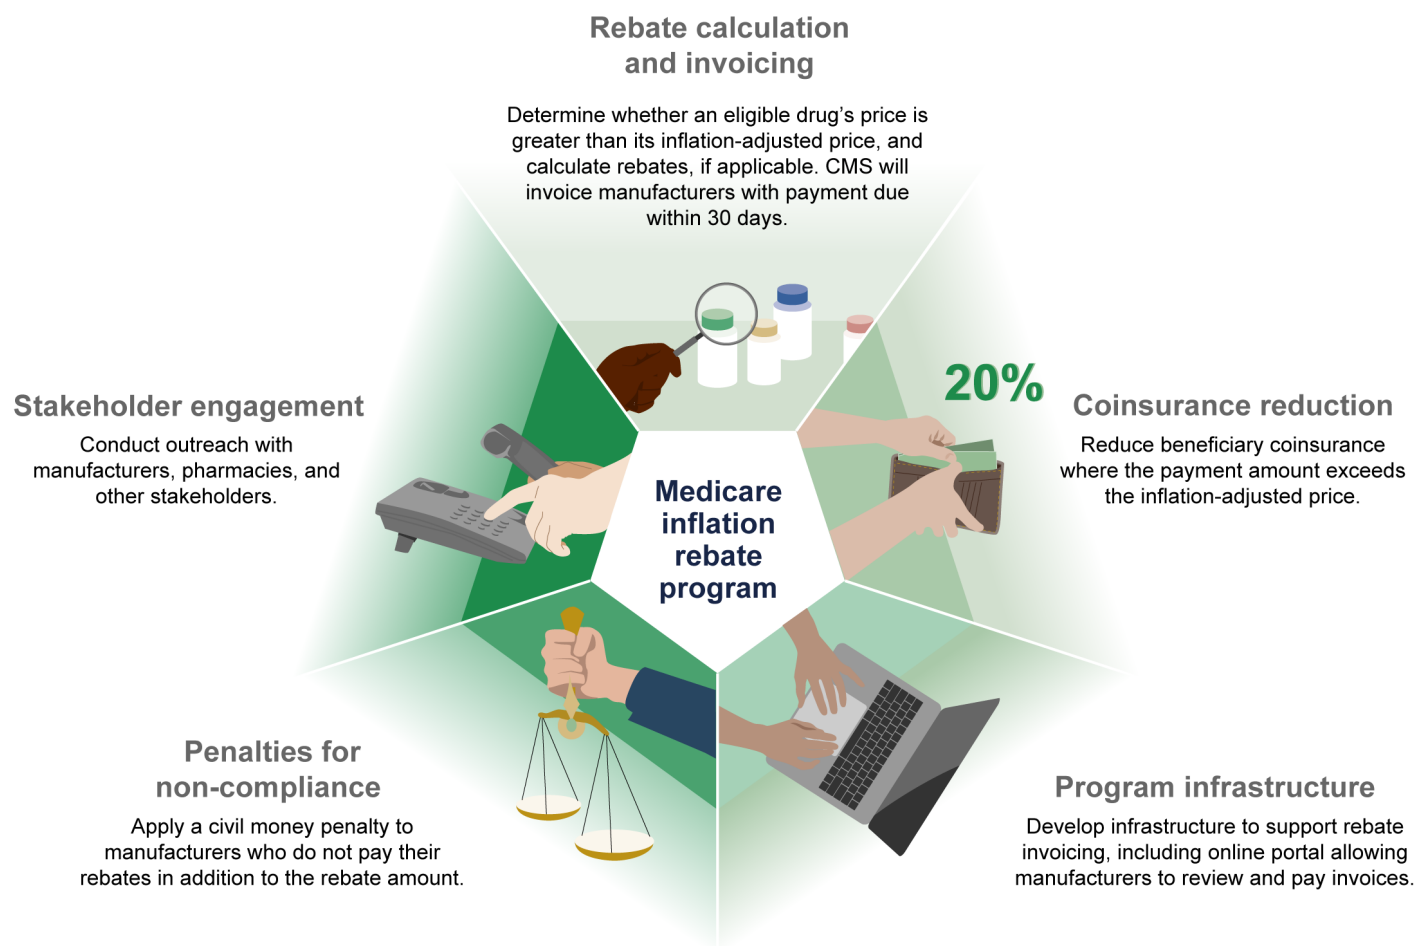 Rebate calculation
and invoicing
Determine whether an eligible drug’s price is
greater than its inflation-adjusted price, and
calculate rebates, if applicable. CMS will
invoice manufacturers with payment due
within 30 days.
20%
Coinsurance reduction
Reduce beneficiary coinsurance
where the payment amount exceeds
the inflation-adjusted price.
Stakeholder engagement
Conduct outreach with
manufacturers, pharmacies, and
other stakeholders.
Medicare
inflation
rebate
program
Penalties for
non-compliance
Apply a civil money penalty to
manufacturers who do not pay their
rebates in addition to the rebate amount.
Program infrastructure
Develop infrastructure to support rebate
invoicing, including online portal allowing
manufacturers to review and pay invoices.